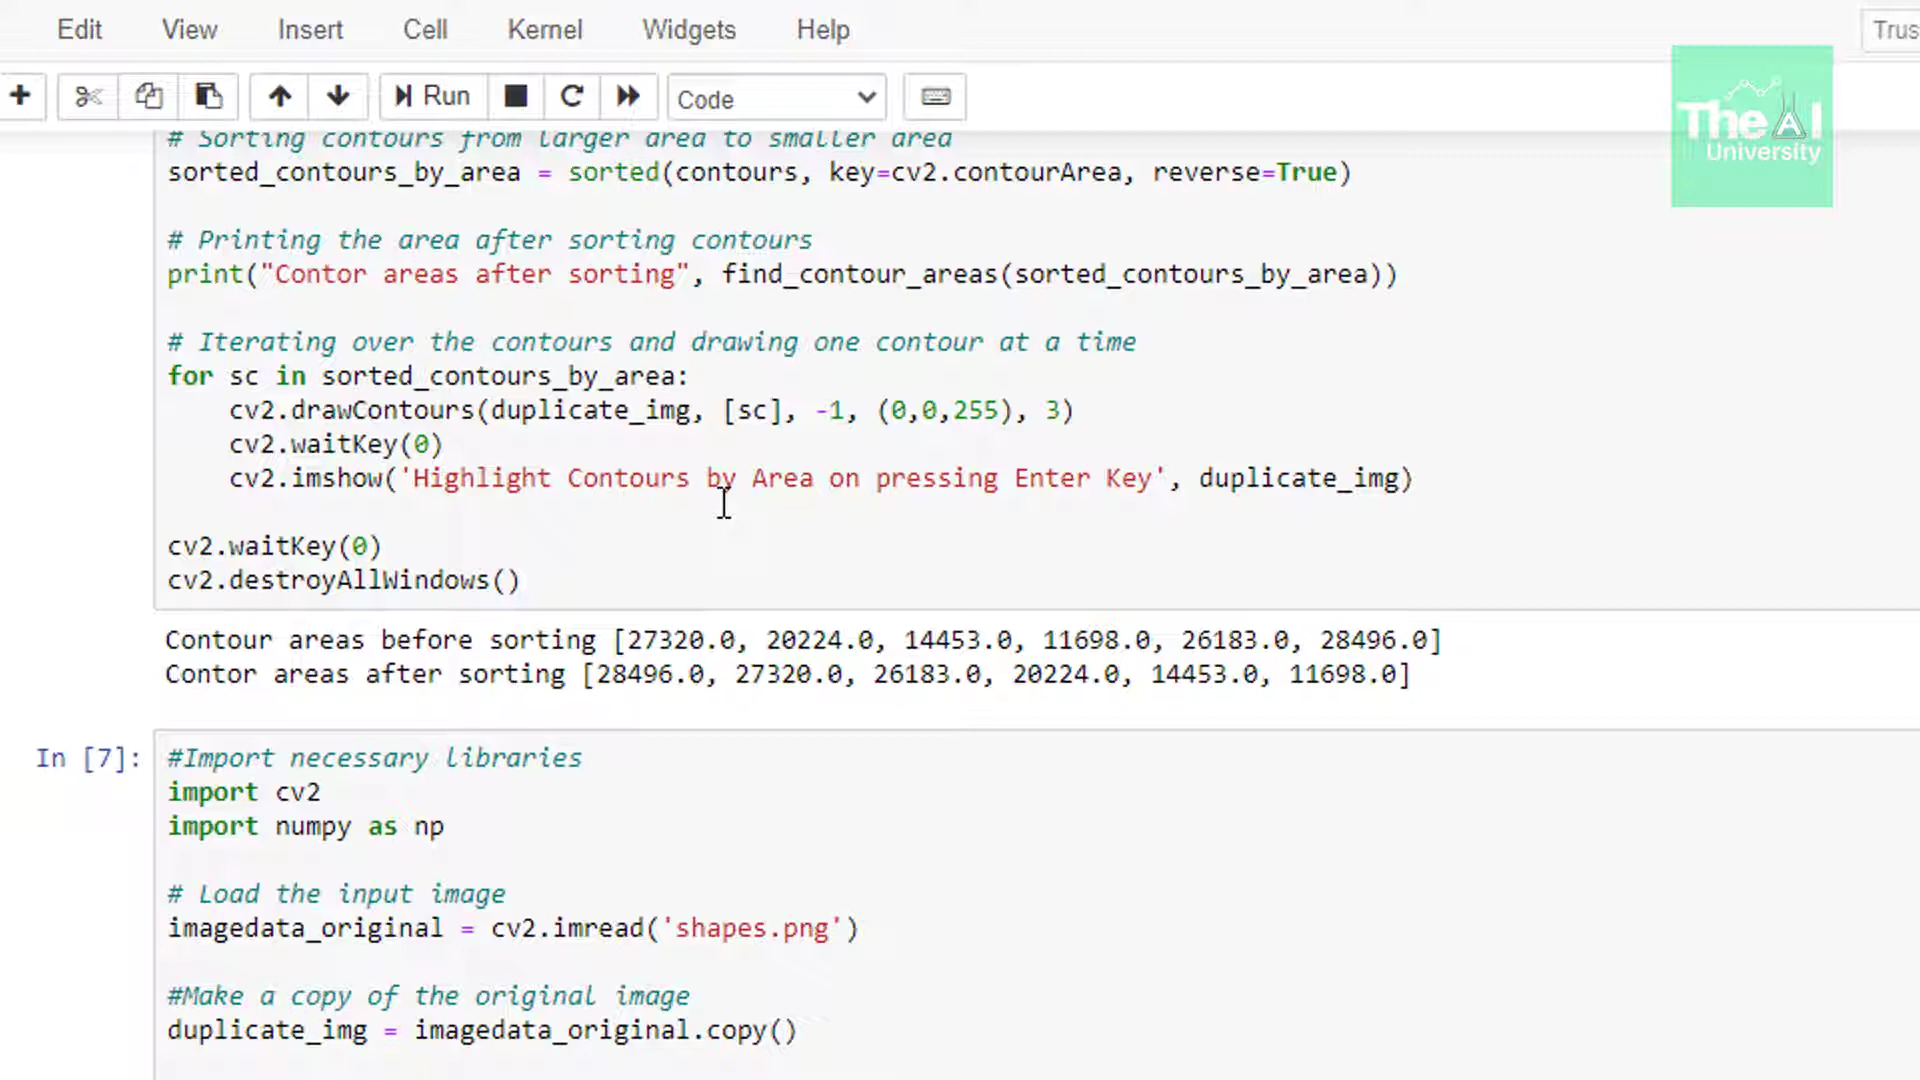 Edit View Insert Cell Kernel Widgets Help Trus
Run Code
The AI
University
# Sorting contours from larger area to smaller area
sorted_contours_by_area = sorted(contours, key=cv2.contourArea, reverse=True)
# Printing the area after sorting contours
print("Contor areas after sorting", find_contour_areas(sorted_contours_by_area))
# Iterating over the contours and drawing one contour at a time
for sc in sorted_contours_by_area:
    cv2.drawContours(duplicate_img, [sc], -1, (0,0,255), 3)
    cv2.waitKey(0)
    cv2.imshow('Highlight Contours by Area on pressing Enter Key', duplicate_img)
cv2.waitKey(0)
cv2.destroyAllWindows()
Contour areas before sorting [27320.0, 20224.0, 14453.0, 11698.0, 26183.0, 28496.0]
Contor areas after sorting [28496.0, 27320.0, 26183.0, 20224.0, 14453.0, 11698.0]
In [7]: #Import necessary libraries
import cv2
import numpy as np
# Load the input image
imagedata_original = cv2.imread('shapes.png')
#Make a copy of the original image
duplicate_img = imagedata_original.copy()